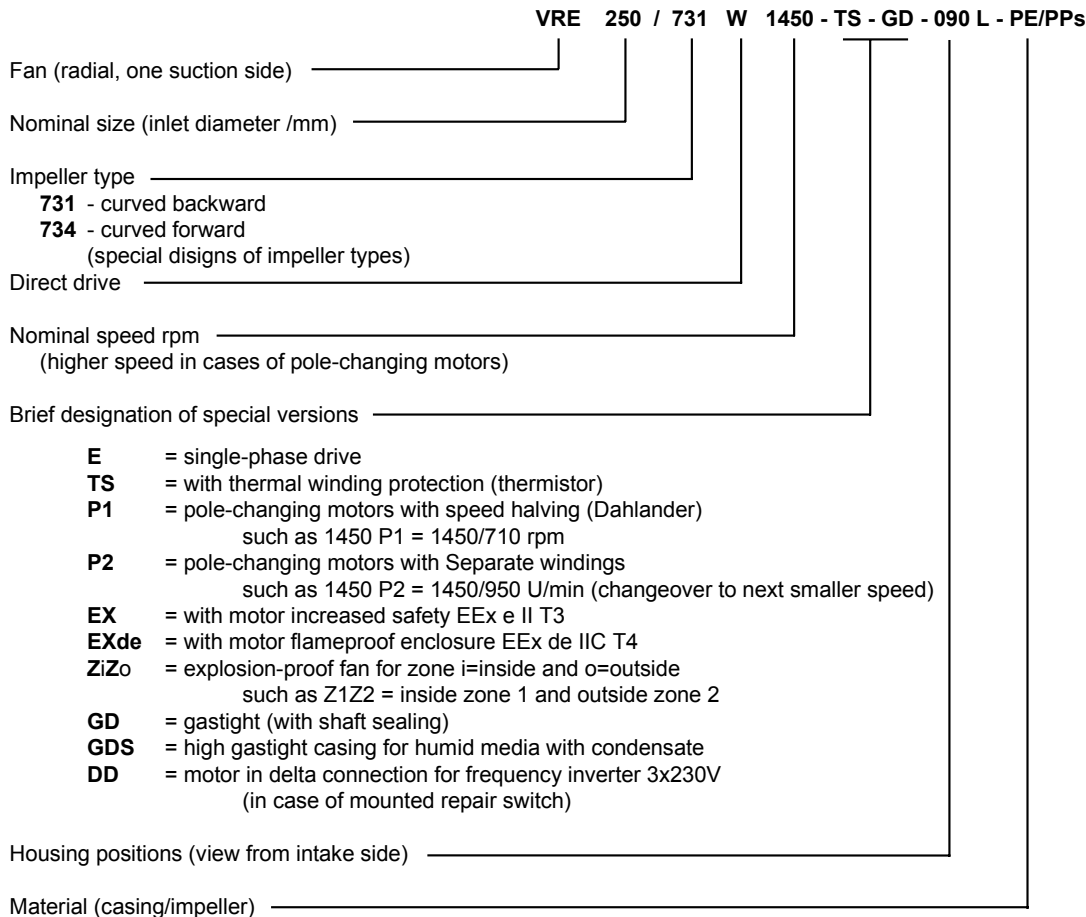 VRE 250 / 731 W 1450 - TS - GD - 090 L - PE/PPs
Fan (radial, one suction side)
Nominal size (inlet diameter /mm)
Impeller type
731 - curved backward
734 - curved forward
(special disigns of impeller types)
Direct drive
Nominal speed rpm
(higher speed in cases of pole-changing motors)
Brief designation of special versions
E = single-phase drive
TS = with thermal winding protection (thermistor)
P1 = pole-changing motors with speed halving (Dahlander)
such as 1450 P1 = 1450/710 rpm
P2 = pole-changing motors with Separate windings
such as 1450 P2 = 1450/950 U/min (changeover to next smaller speed)
EX = with motor increased safety EEx e II T3
EXde = with motor flameproof enclosure EEx de IIC T4
ZiZo = explosion-proof fan for zone i=inside and o=outside
such as Z1Z2 = inside zone 1 and outside zone 2
GD = gastight (with shaft sealing)
GDS = high gastight casing for humid media with condensate
DD = motor in delta connection for frequency inverter 3x230V
(in case of mounted repair switch)
Housing positions (view from intake side)
Material (casing/impeller)